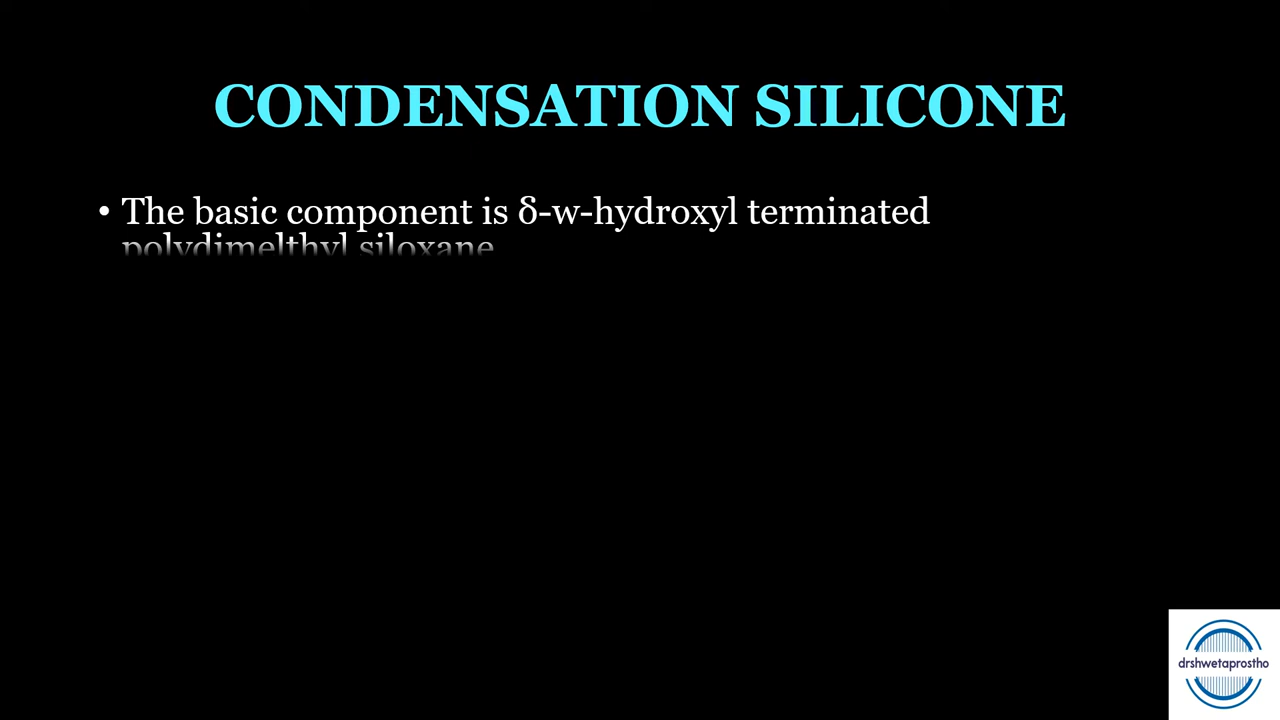 CONDENSATION SILICONE
• The basic component is δ-w-hydroxyl terminated
polydimelthyl siloxane
drshwetaprostho